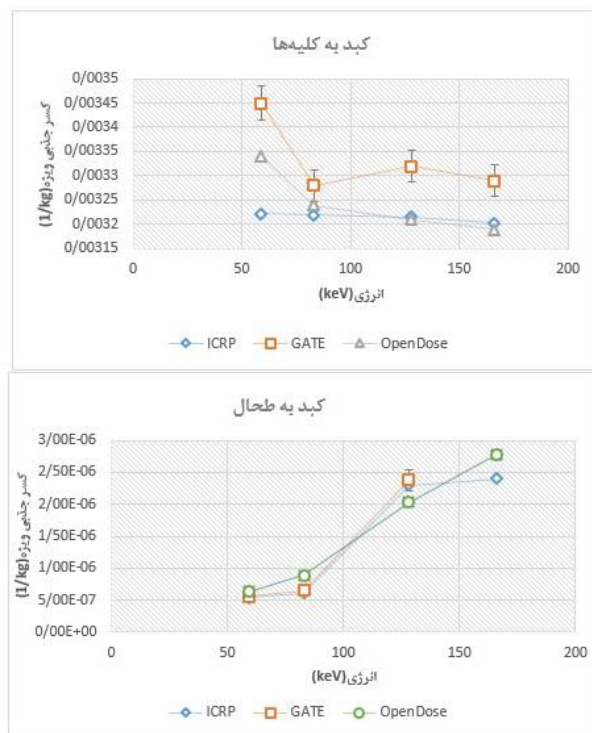 کبد به کلیه‌ها
0/0035
0/00345
0/0034
0/00335
0/0033
0/00325
0/0032
0/00315
کسر جذبی ویژه(1/kg)
0 50 100 150 200
انرژی(keV)
ICRP GATE OpenDose
کبد به طحال
3/00E-06
2/50E-06
2/00E-06
1/50E-06
1/00E-06
5/00E-07
0/00E+00
کسر جذبی ویژه(1/kg)
0 50 100 150 200
انرژی(keV)
ICRP GATE OpenDose